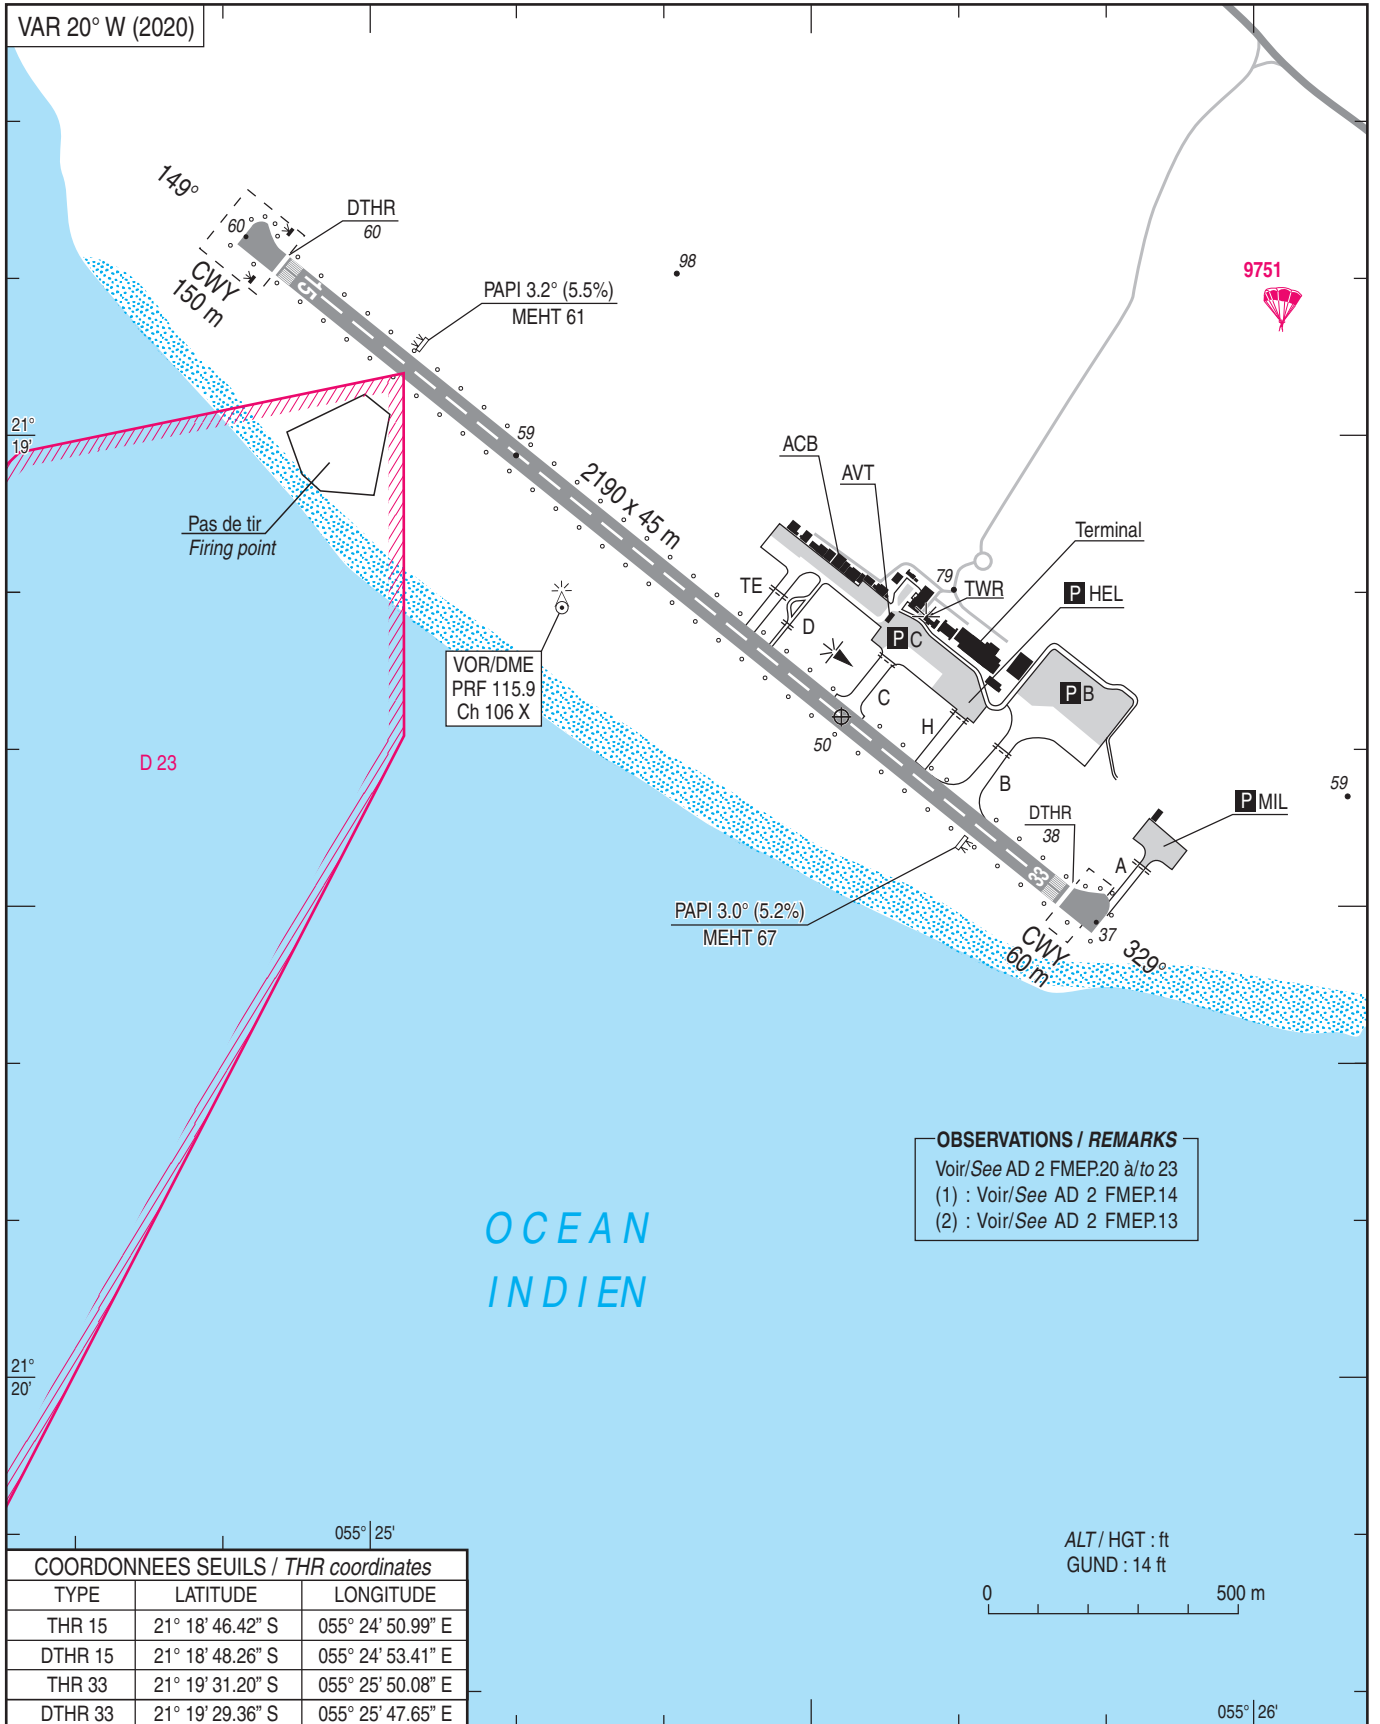 VAR 20° W (2020)
149°
60
DTHR
60
CWY
150 m
15
98
PAPI 3.2° (5.5%)
MEHT 61
9751
21°
19'
59
2190 x 45 m
ACB
AVT
Pas de tir
Firing point
Terminal
79
TWR
P HEL
TE
D
P C
VOR/DME
PRF 115.9
Ch 106 X
C
H
P B
50
D 23
B
59
P MIL
DTHR
38
A
33
PAPI 3.0° (5.2%)
MEHT 67
37
CWY
60 m
329°
OBSERVATIONS / REMARKS
Voir/See AD 2 FMEP.20 à/to 23
(1) : Voir/See AD 2 FMEP.14
(2) : Voir/See AD 2 FMEP.13
OCEAN
INDIEN
21°
20'
055° 25'
ALT / HGT : ft
GUND : 14 ft
0 500 m
COORDONNEES SEUILS / THR coordinates
TYPE LATITUDE LONGITUDE
THR 15 21° 18' 46.42" S 055° 24' 50.99" E
DTHR 15 21° 18' 48.26" S 055° 24' 53.41" E
THR 33 21° 19' 31.20" S 055° 25' 50.08" E
DTHR 33 21° 19' 29.36" S 055° 25' 47.65" E
055° 26'